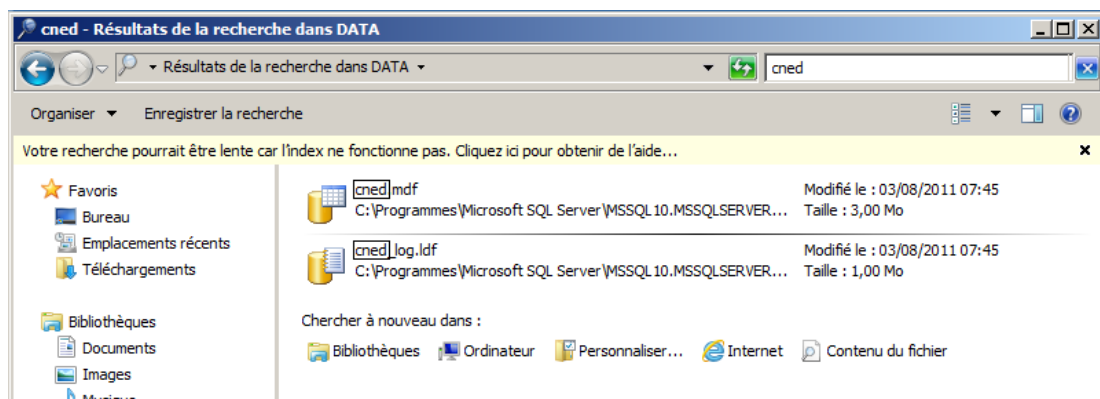 cned - Résultats de la recherche dans DATA
Résultats de la recherche dans DATA
cned
Organiser Enregistrer la recherche
Votre recherche pourrait être lente car l'index ne fonctionne pas. Cliquez ici pour obtenir de l'aide...
Favoris
Bureau
Emplacements récents
Téléchargements
Bibliothèques
Documents
Images
Musique
cned.mdf
Modifié le : 03/08/2011 07:45
C:\Programmes\Microsoft SQL Server\MSSQL10.MSSQLSERVER...
Taille : 3,00 Mo
cned_log.ldf
Modifié le : 03/08/2011 07:45
C:\Programmes\Microsoft SQL Server\MSSQL10.MSSQLSERVER...
Taille : 1,00 Mo
Chercher à nouveau dans :
Bibliothèques Ordinateur Personnaliser... Internet Contenu du fichier